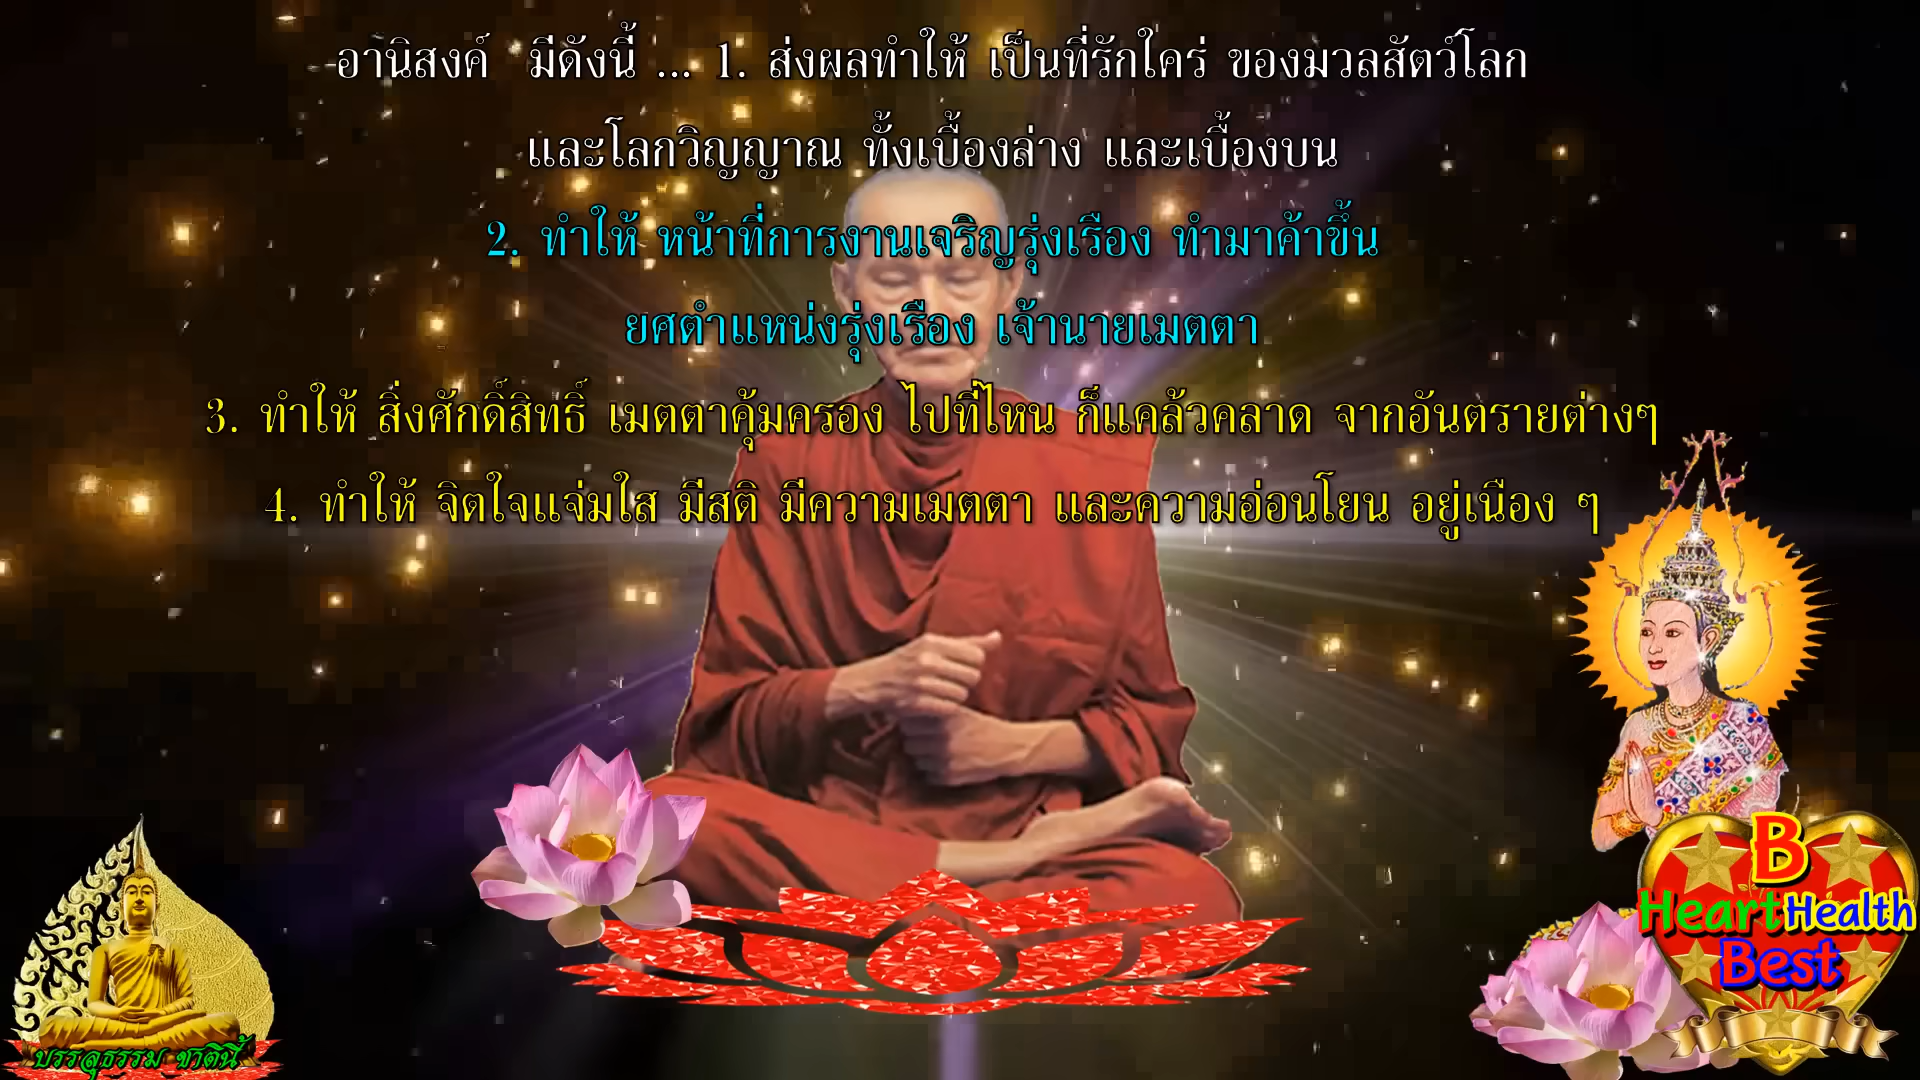 อานิสงค์ มีดังนี้ ... 1. ส่งผลทำให้ เป็นที่รักใคร่ ของมวลสัตว์โลก
และโลกวิญญาณ ทั้งเบื้องล่าง และเบื้องบน
2. ทำให้ หน้าที่การงานเจริญรุ่งเรือง ทำมาค้าขึ้น
ยศตำแหน่งรุ่งเรือง เจ้านายเมตตา
3. ทำให้ สิ่งศักดิ์สิทธิ์ เมตตาคุ้มครอง ไปที่ไหน ก็แคล้วคลาด จากอันตรายต่างๆ
4. ทำให้ จิตใจแจ่มใส มีสติ มีความเมตตา และความอ่อนโยน อยู่เนือง ๆ
บรรลุธรรม ชาตินี้
B
Heart Health
Best